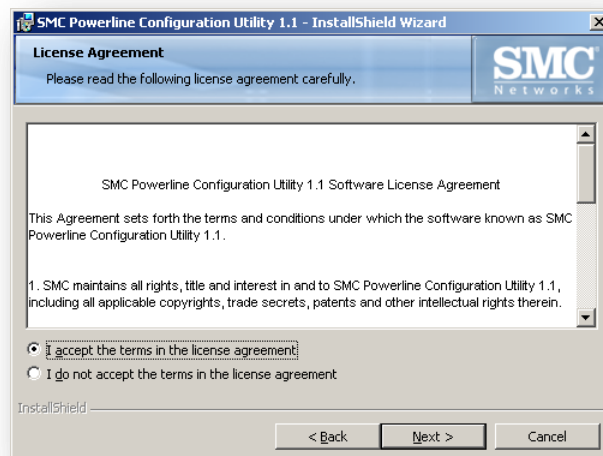 SMC Powerline Configuration Utility 1.1 - InstallShield Wizard
License Agreement
Please read the following license agreement carefully.
SMC
Networks
SMC Powerline Configuration Utility 1.1 Software License Agreement
This Agreement sets forth the terms and conditions under which the software known as SMC
Powerline Configuration Utility 1.1.
1. SMC maintains all rights, title and interest in and to SMC Powerline Configuration Utility 1.1,
including all applicable copyrights, trade secrets, patents and other intellectual rights therein.
I accept the terms in the license agreement
I do not accept the terms in the license agreement
InstallShield
< Back
Next >
Cancel